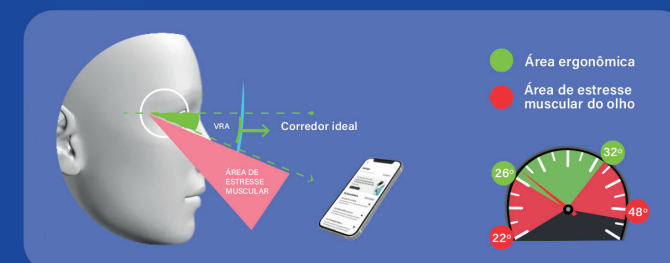 Área ergonômica
Área de estresse
muscular do olho
VRA
Corredor ideal
ÁREA DE
ESTRESSE
MUSCULAR
26º
32º
22º
48º